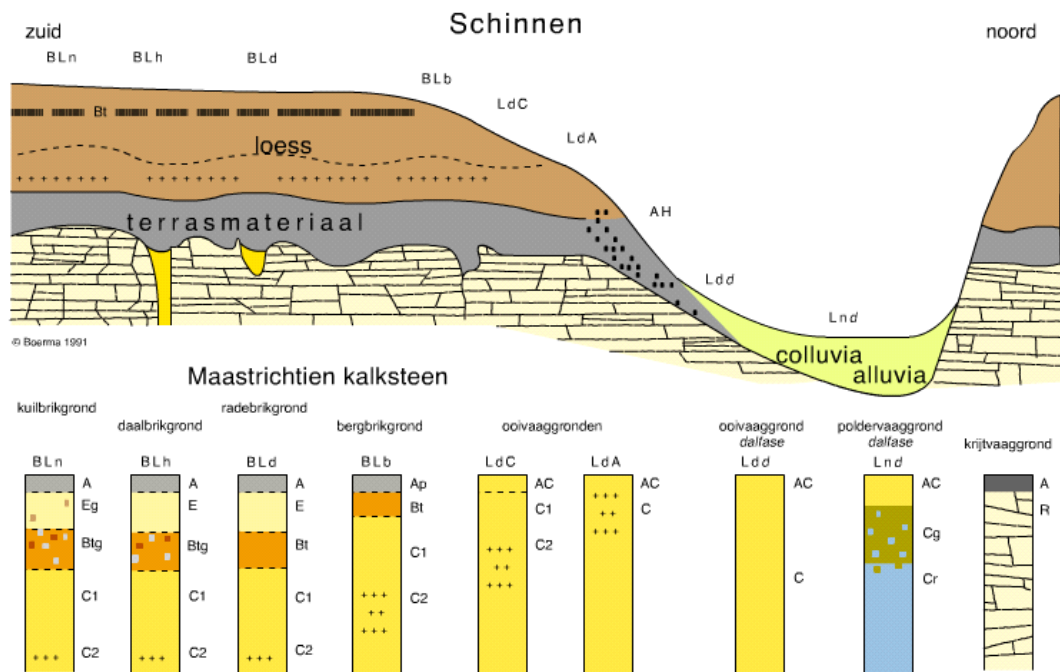 Schinnen
zuid
noord
BLn
BLh
BLd
BLb
LdC
LdA
Bt
loess
terrasmateriaal
AH
Ldd
Lnd
colluvia
alluvia
© Boerma 1991
Maastrichtien kalksteen
kuilbrikgrond
daalbrikgrond
radebrikgrond
bergbrikgrond
ooivaaggronden
ooivaaggrond
dalfase
poldervaaggrond
dalfase
krijtvaaggrond
BLn
BLh
BLd
BLb
LdC
LdA
Ldd
Lnd
A
Eg
Btg
C1
C2
A
E
Btg
C1
C2
A
E
Bt
C1
C2
Ap
Bt
C1
C2
AC
C1
C2
AC
C
AC
C
AC
Cg
Cr
A
R